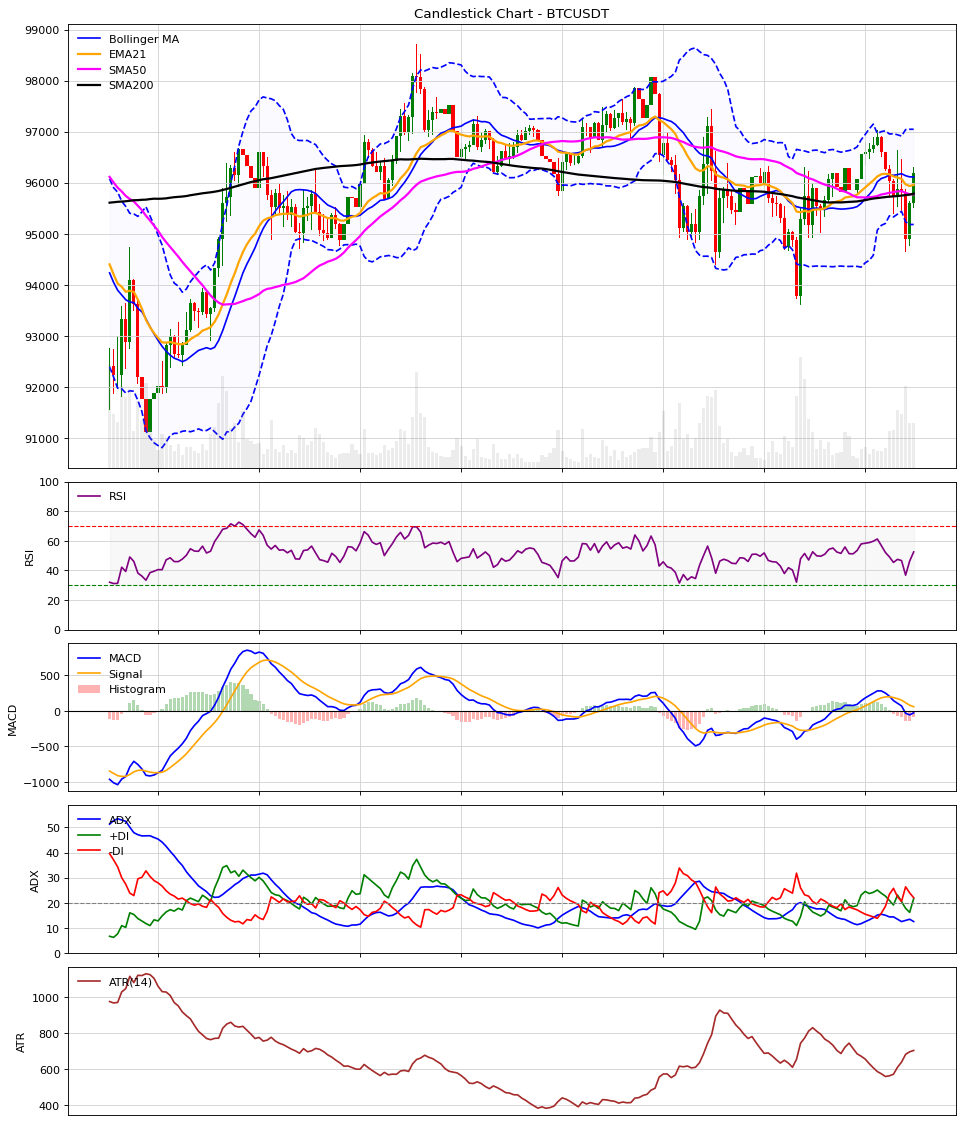 Candlestick Chart - BTCUSDT
99000
98000
97000
96000
95000
94000
93000
92000
91000
Bollinger MA
EMA21
SMA50
SMA200
100
80
60
40
20
0
RSI
RSI
500
0
−500
−1000
MACD
MACD
Signal
Histogram
50
40
30
20
10
0
ADX
ADX
+DI
-DI
1000
800
600
400
ATR
ATR(14)